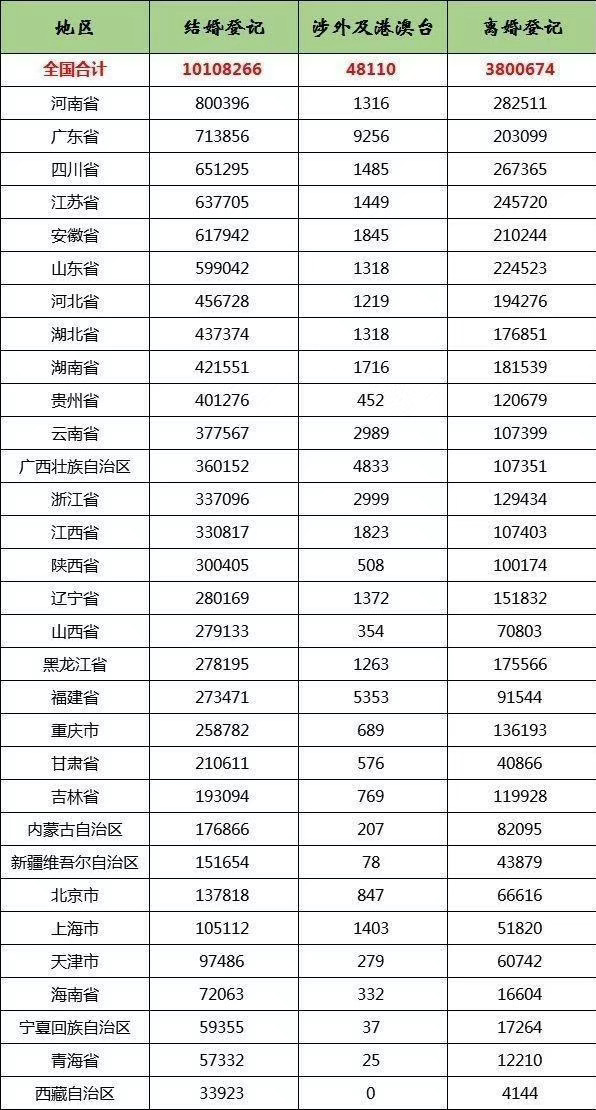 地区 结婚登记 涉外及港澳台 离婚登记
全国合计 10108266 48110 3800674
河南省 800396 1316 282511
广东省 713856 9256 203099
四川省 651295 1485 267365
江苏省 637705 1449 245720
安徽省 617942 1845 210244
山东省 599042 1318 224523
河北省 456728 1219 194276
湖北省 437374 1318 176851
湖南省 421551 1716 181539
贵州省 401276 452 120679
云南省 377567 2989 107399
广西壮族自治区 360152 4833 107351
浙江省 337096 2999 129434
江西省 330817 1823 107403
陕西省 300405 508 100174
辽宁省 280169 1372 151832
山西省 279133 354 70803
黑龙江省 278195 1263 175566
福建省 273471 5353 91544
重庆市 258782 689 136193
甘肃省 210611 576 40866
吉林省 193094 769 119928
内蒙古自治区 176866 207 82095
新疆维吾尔自治区 151654 78 43879
北京市 137818 847 66616
上海市 105112 1403 51820
天津市 97486 279 60742
海南省 72063 332 16604
宁夏回族自治区 59355 37 17264
青海省 57332 25 12210
西藏自治区 33923 0 4144